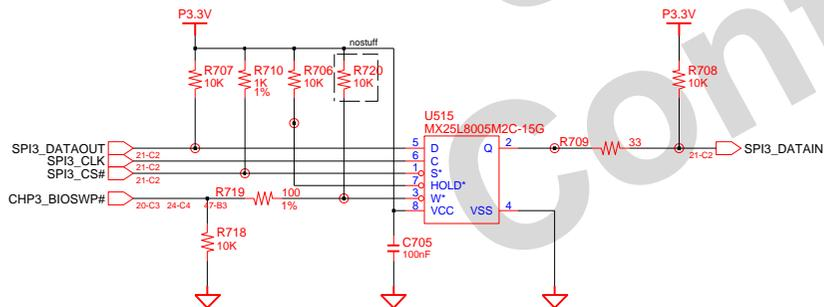 P3.3V
P3.3V
nostuff
R707
10K
R710
1K
1%
R706
10K
R720
10K
R708
10K
U515
MX25L8005M2C-15G
SPI3_DATAOUT
21-C2
5
D
Q
2
R709
33
21-C2
SPI3_DATAIN
SPI3_CLK
21-C2
6
C
SPI3_CS#
21-C2
1
S*
7
HOLD*
CHP3_BIOSWP#
20-C3
24-C4
47-B3
R719
100
1%
3
W*
8
VCC
VSS
4
R718
10K
C705
100nF
Con